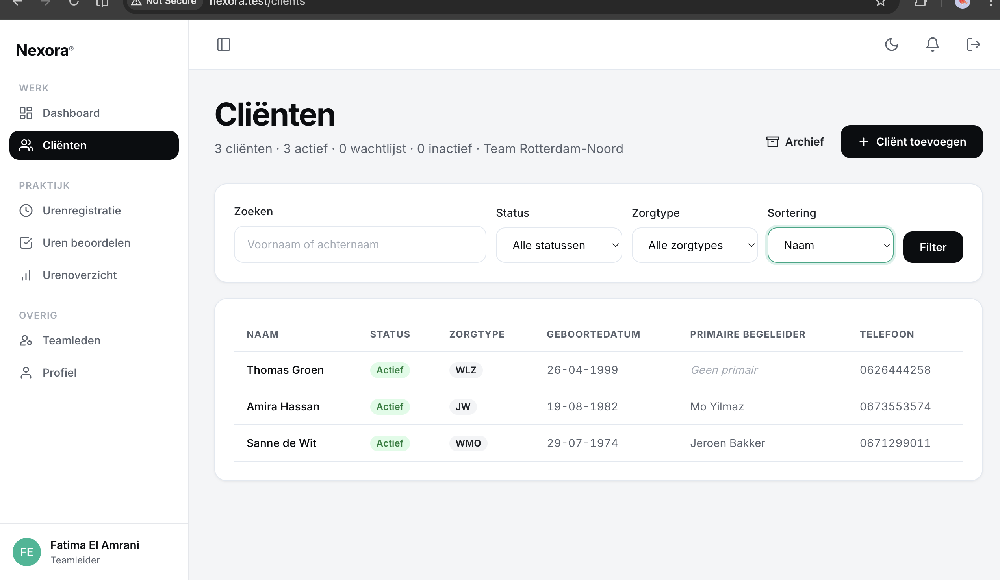 Not Secure nexora.test/clients
Nexora®
WERK
Dashboard
Cliënten
PRAKTIJK
Urenregistratie
Uren beoordelen
Urenoverzicht
OVERIG
Teamleden
Profiel
FE
Fatima El Amrani
Teamleider
Cliënten
3 cliënten · 3 actief · 0 wachtlijst · 0 inactief · Team Rotterdam-Noord
Archief
Cliënt toevoegen
Zoeken Status Zorgtype Sortering
Voornaam of achternaam Alle statussen Alle zorgtypes Naam Filter
NAAM STATUS ZORGTYPE GEBOORTEDATUM PRIMAIRE BEGELEIDER TELEFOON
Thomas Groen Actief WLZ 26-04-1999 Geen primair 0626444258
Amira Hassan Actief JW 19-08-1982 Mo Yilmaz 0673553574
Sanne de Wit Actief WMO 29-07-1974 Jeroen Bakker 0671299011